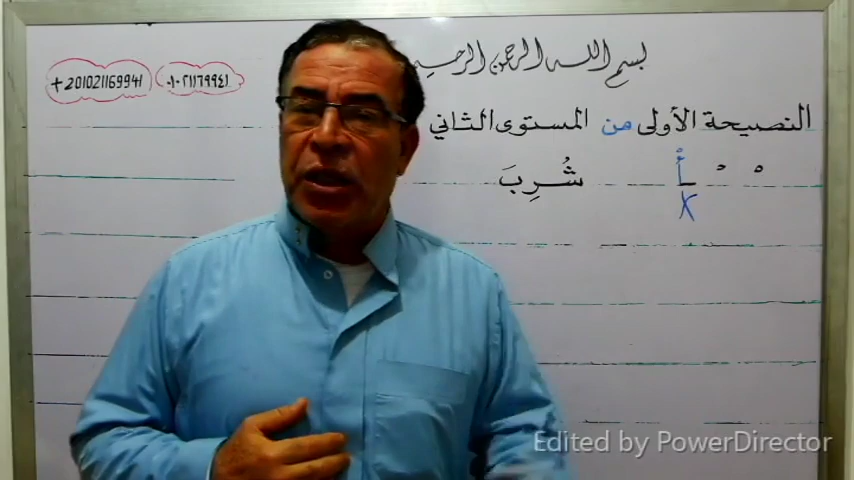 بسم الله الرحمن الرحيم
+201021169941
٠١٠٢١١٦٩٩٤١
النصيحة الأولى من المستوى الثاني
شُرِبَ
Edited by PowerDirector